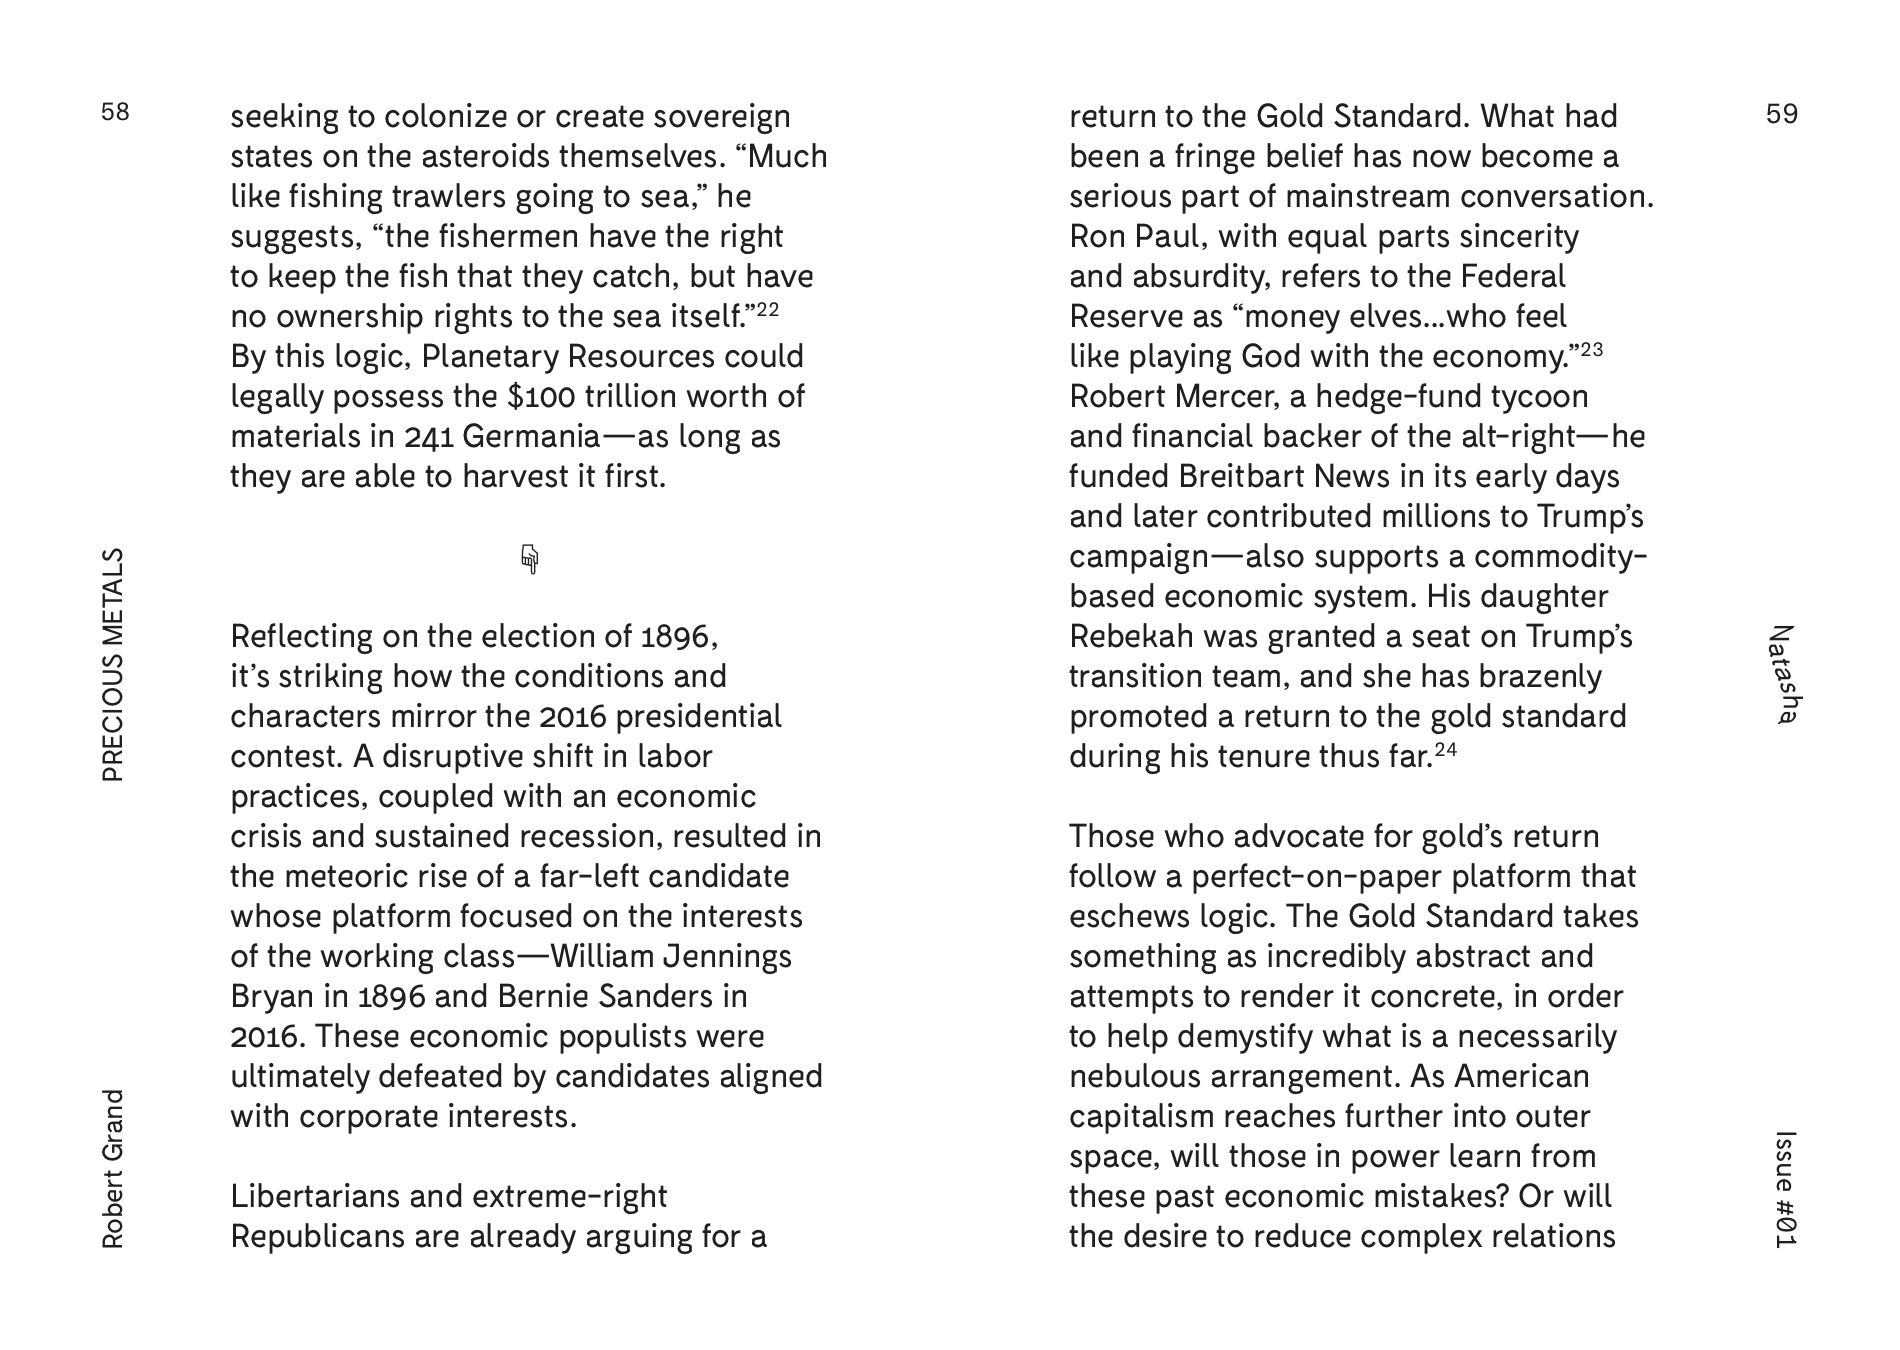 58
seeking to colonize or create sovereign
states on the asteroids themselves. “Much
like fishing trawlers going to sea,” he
suggests, “the fishermen have the right
to keep the fish that they catch, but have
no ownership rights to the sea itself.”22
By this logic, Planetary Resources could
legally possess the $100 trillion worth of
materials in 241 Germania—as long as
they are able to harvest it first.
☟
Reflecting on the election of 1896,
it’s striking how the conditions and
characters mirror the 2016 presidential
contest. A disruptive shift in labor
practices, coupled with an economic
crisis and sustained recession, resulted in
the meteoric rise of a far-left candidate
whose platform focused on the interests
of the working class—William Jennings
Bryan in 1896 and Bernie Sanders in
2016. These economic populists were
ultimately defeated by candidates aligned
with corporate interests.
Libertarians and extreme-right
Republicans are already arguing for a
PRECIOUS METALS
Robert Grand
return to the Gold Standard. What had
been a fringe belief has now become a
serious part of mainstream conversation.
Ron Paul, with equal parts sincerity
and absurdity, refers to the Federal
Reserve as “money elves...who feel
like playing God with the economy.”23
Robert Mercer, a hedge-fund tycoon
and financial backer of the alt-right—he
funded Breitbart News in its early days
and later contributed millions to Trump’s
campaign—also supports a commodity-
based economic system. His daughter
Rebekah was granted a seat on Trump’s
transition team, and she has brazenly
promoted a return to the gold standard
during his tenure thus far.24
Those who advocate for gold’s return
follow a perfect-on-paper platform that
eschews logic. The Gold Standard takes
something as incredibly abstract and
attempts to render it concrete, in order
to help demystify what is a necessarily
nebulous arrangement. As American
capitalism reaches further into outer
space, will those in power learn from
these past economic mistakes? Or will
the desire to reduce complex relations
59
Natasha
Issue #01